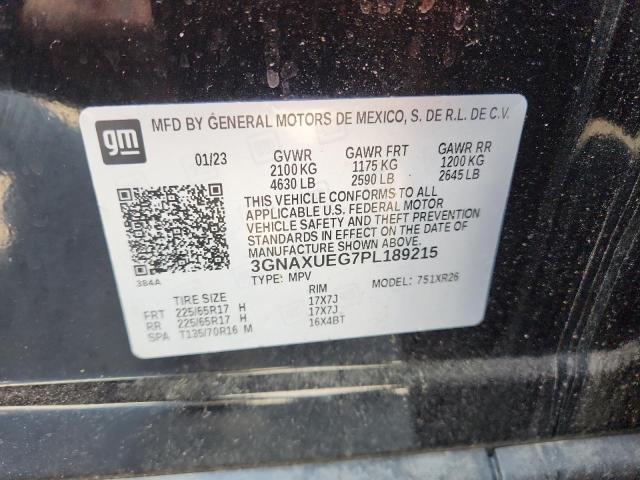 gm
MFD BY GENERAL MOTORS DE MEXICO, S. DE R.L. DE C.V.
01/23 GVWR GAWR FRT GAWR RR
2100 KG 1175 KG 1200 KG
4630 LB 2590 LB 2645 LB
THIS VEHICLE CONFORMS TO ALL
APPLICABLE U.S. FEDERAL MOTOR
VEHICLE SAFETY AND THEFT PREVENTION
STANDARDS IN EFFECT ON THE DATE OF
MANUFACTURE SHOWN ABOVE.
3GNAXUEG7PL189215
384A
TYPE: MPV MODEL: 751XR26
TIRE SIZE RIM
FRT 225/65R17 H 17X7J
RR 225/65R17 H 17X7J
SPA T135/70R16 M 16X4BT